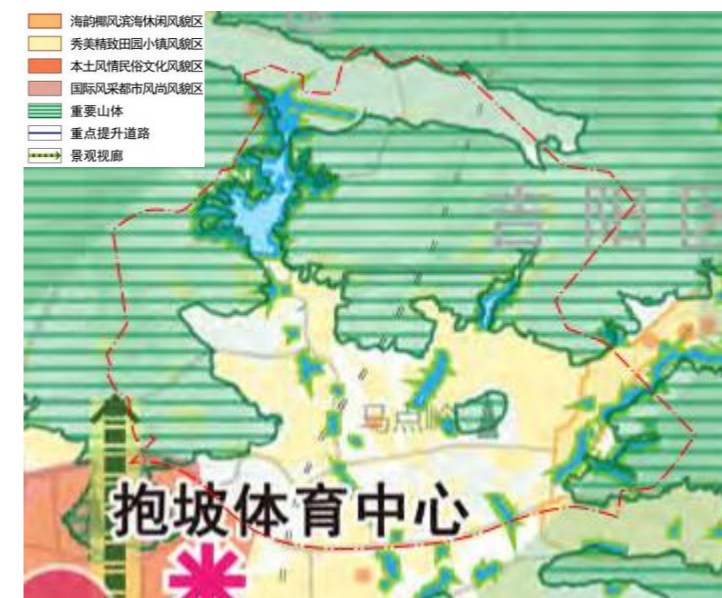 海韵椰风滨海休闲风貌区
秀美精致田园小镇风貌区
本土风情民俗文化风貌区
国际风采都市风尚风貌区
重要山体
重点提升道路
景观视廊
吉阳区
马点岭
抱坡体育中心